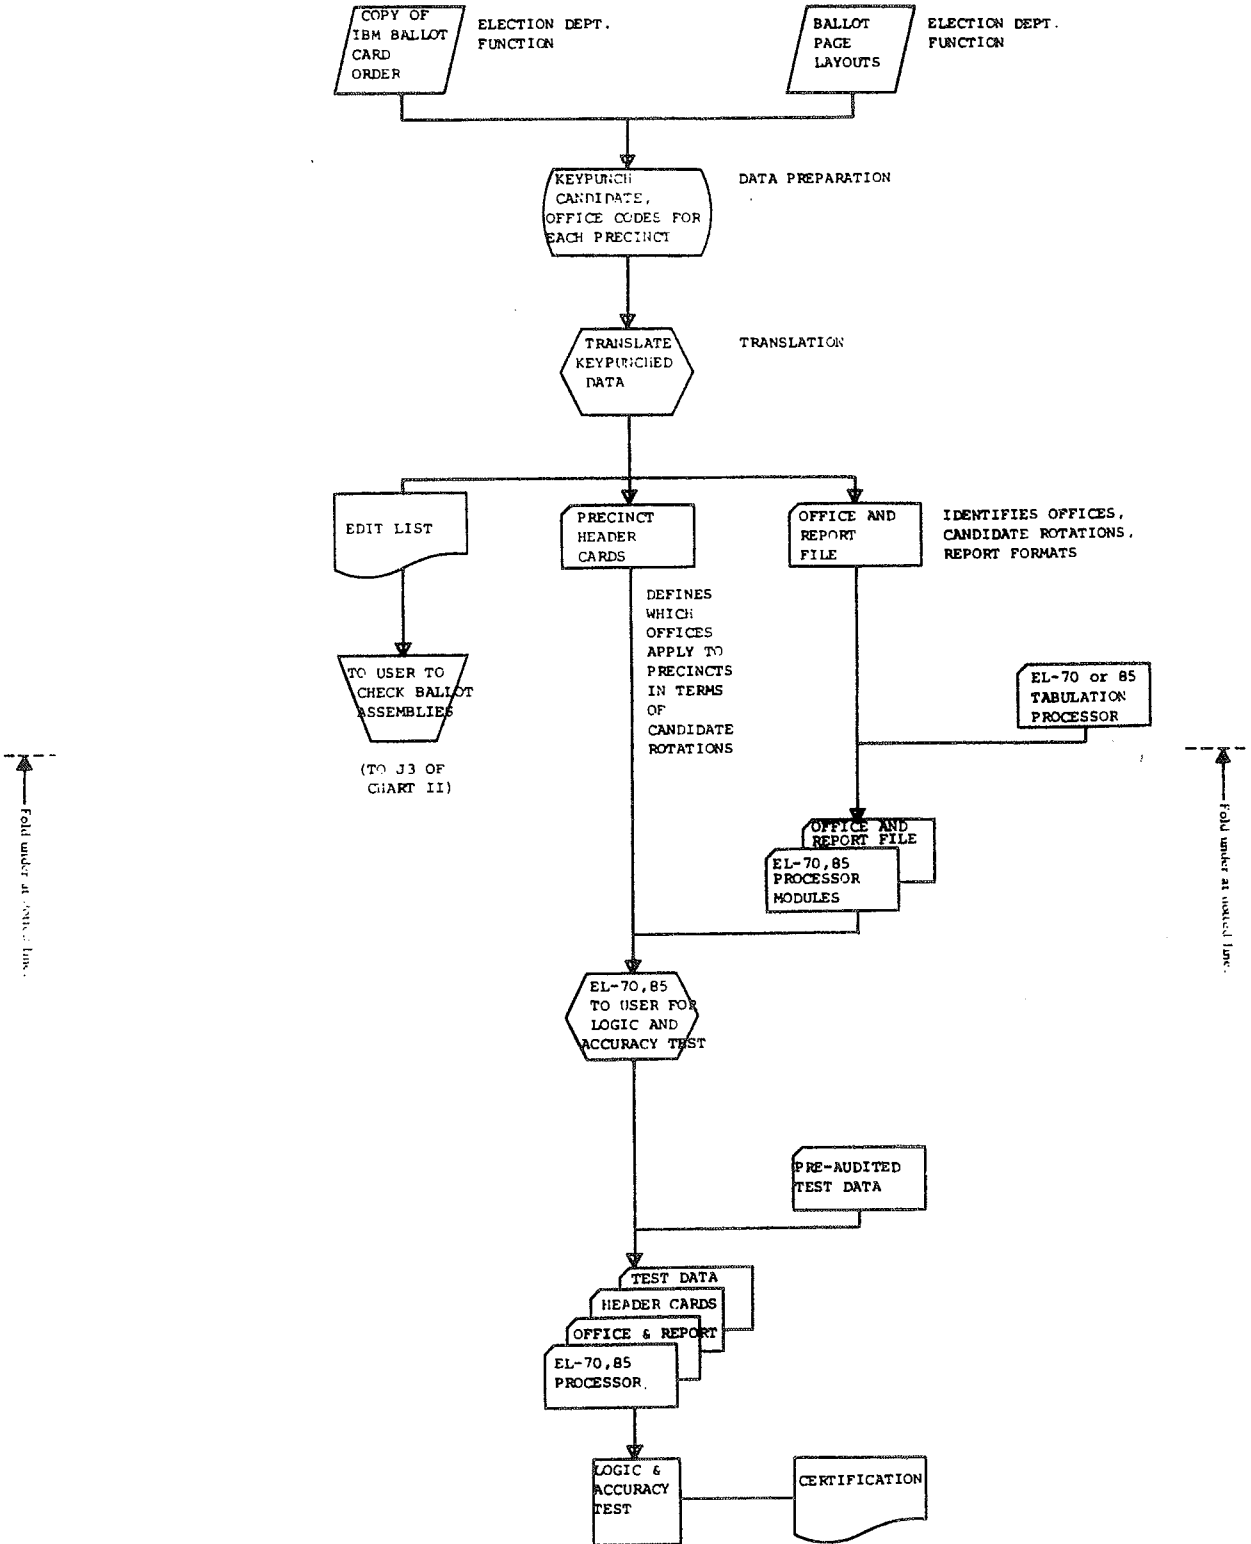 COPY OF
IBM BALLOT
CARD
ORDER
ELECTION DEPT.
FUNCTION
BALLOT
PAGE
LAYOUTS
ELECTION DEPT.
FUNCTION
KEYPUNCH
CANDIDATE,
OFFICE CODES FOR
EACH PRECINCT
DATA PREPARATION
TRANSLATE
KEYPUNCHED
DATA
TRANSLATION
EDIT LIST
PRECINCT
HEADER
CARDS
OFFICE AND
REPORT
FILE
IDENTIFIES OFFICES,
CANDIDATE ROTATIONS,
REPORT FORMATS
DEFINES
WHICH
OFFICES
APPLY TO
PRECINCTS
IN TERMS
OF
CANDIDATE
ROTATIONS
TO USER TO
CHECK BALLOT
ASSEMBLIES
(TO J3 OF
CHART II)
EL-70 or 85
TABULATION
PROCESSOR
Fold under at dotted line.
Fold under at dotted line.
OFFICE AND
REPORT FILE
EL-70,85
PROCESSOR
MODULES
EL-70,85
TO USER FOR
LOGIC AND
ACCURACY TEST
PRE-AUDITED
TEST DATA
TEST DATA
HEADER CARDS
OFFICE & REPORT
EL-70,85
PROCESSOR
LOGIC &
ACCURACY
TEST
CERTIFICATION